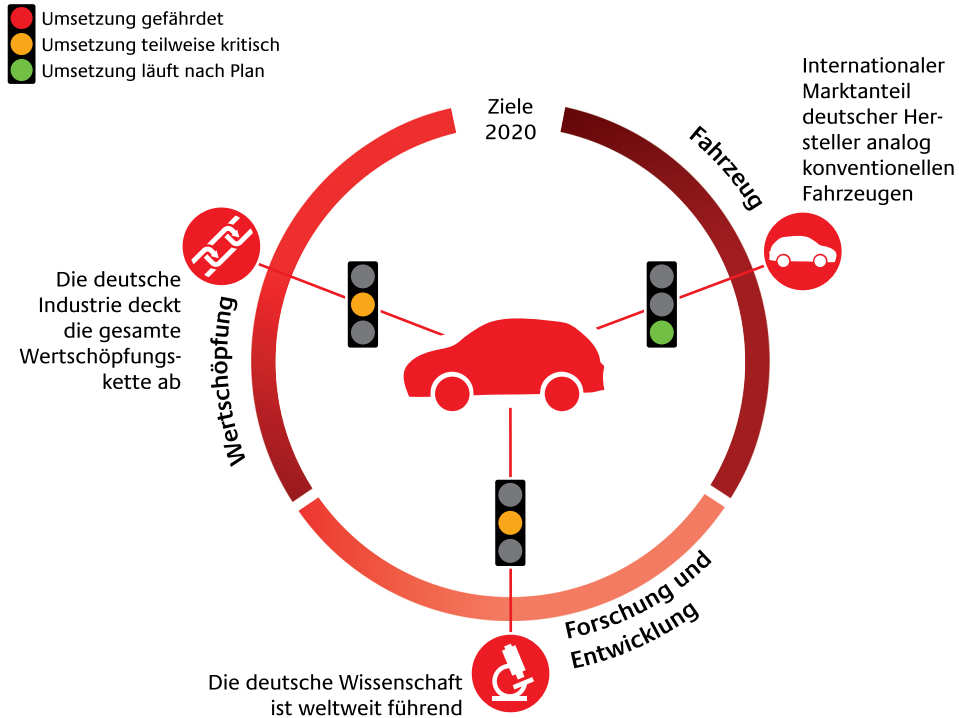 Umsetzung gefährdet
Umsetzung teilweise kritisch
Umsetzung läuft nach Plan
Ziele
2020
Fahrzeug
Internationaler
Marktanteil
deutscher Her-
steller analog
konventionellen
Fahrzeugen
Die deutsche
Industrie deckt
die gesamte
Wertschöpfungs-
kette ab
Wertschöpfung
Forschung und
Entwicklung
Die deutsche Wissenschaft
ist weltweit führend